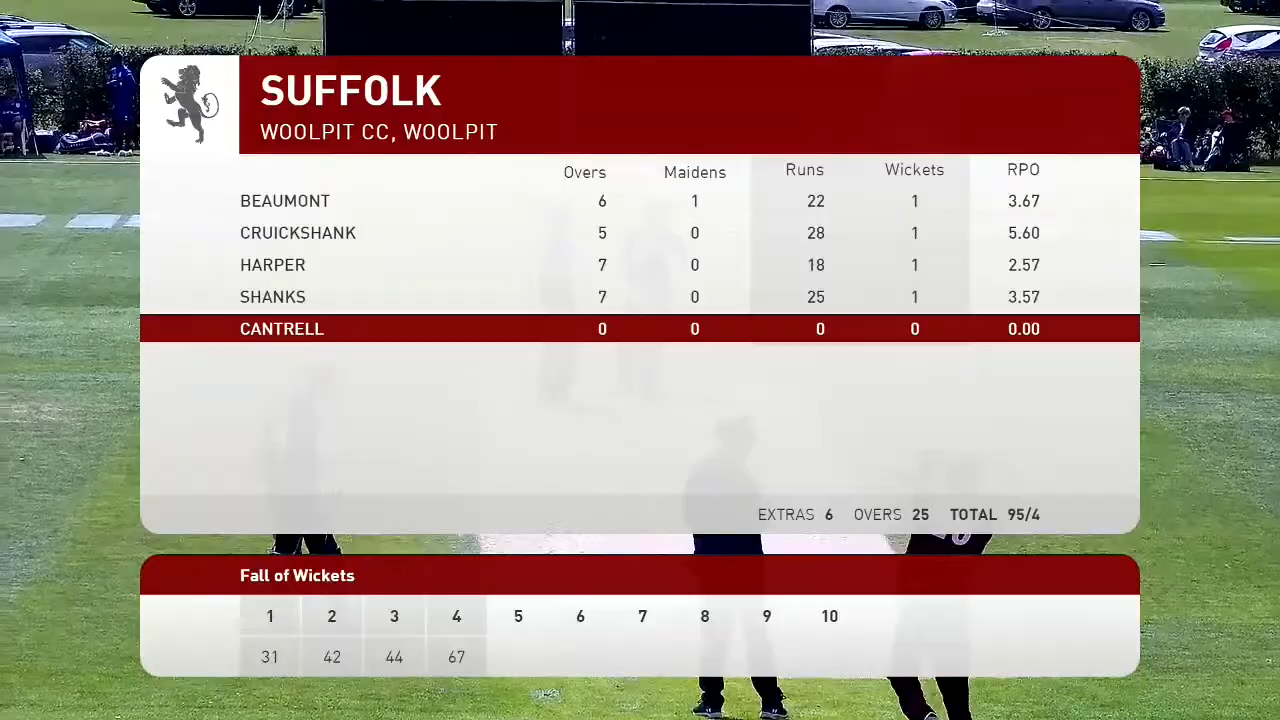 SUFFOLK
WOOLPIT CC, WOOLPIT
Overs Maidens Runs Wickets RPO
BEAUMONT 6 1 22 1 3.67
CRUICKSHANK 5 0 28 1 5.60
HARPER 7 0 18 1 2.57
SHANKS 7 0 25 1 3.57
CANTRELL 0 0 0 0 0.00
EXTRAS 6 OVERS 25 TOTAL 95/4
Fall of Wickets
1 2 3 4 5 6 7 8 9 10
31 42 44 67